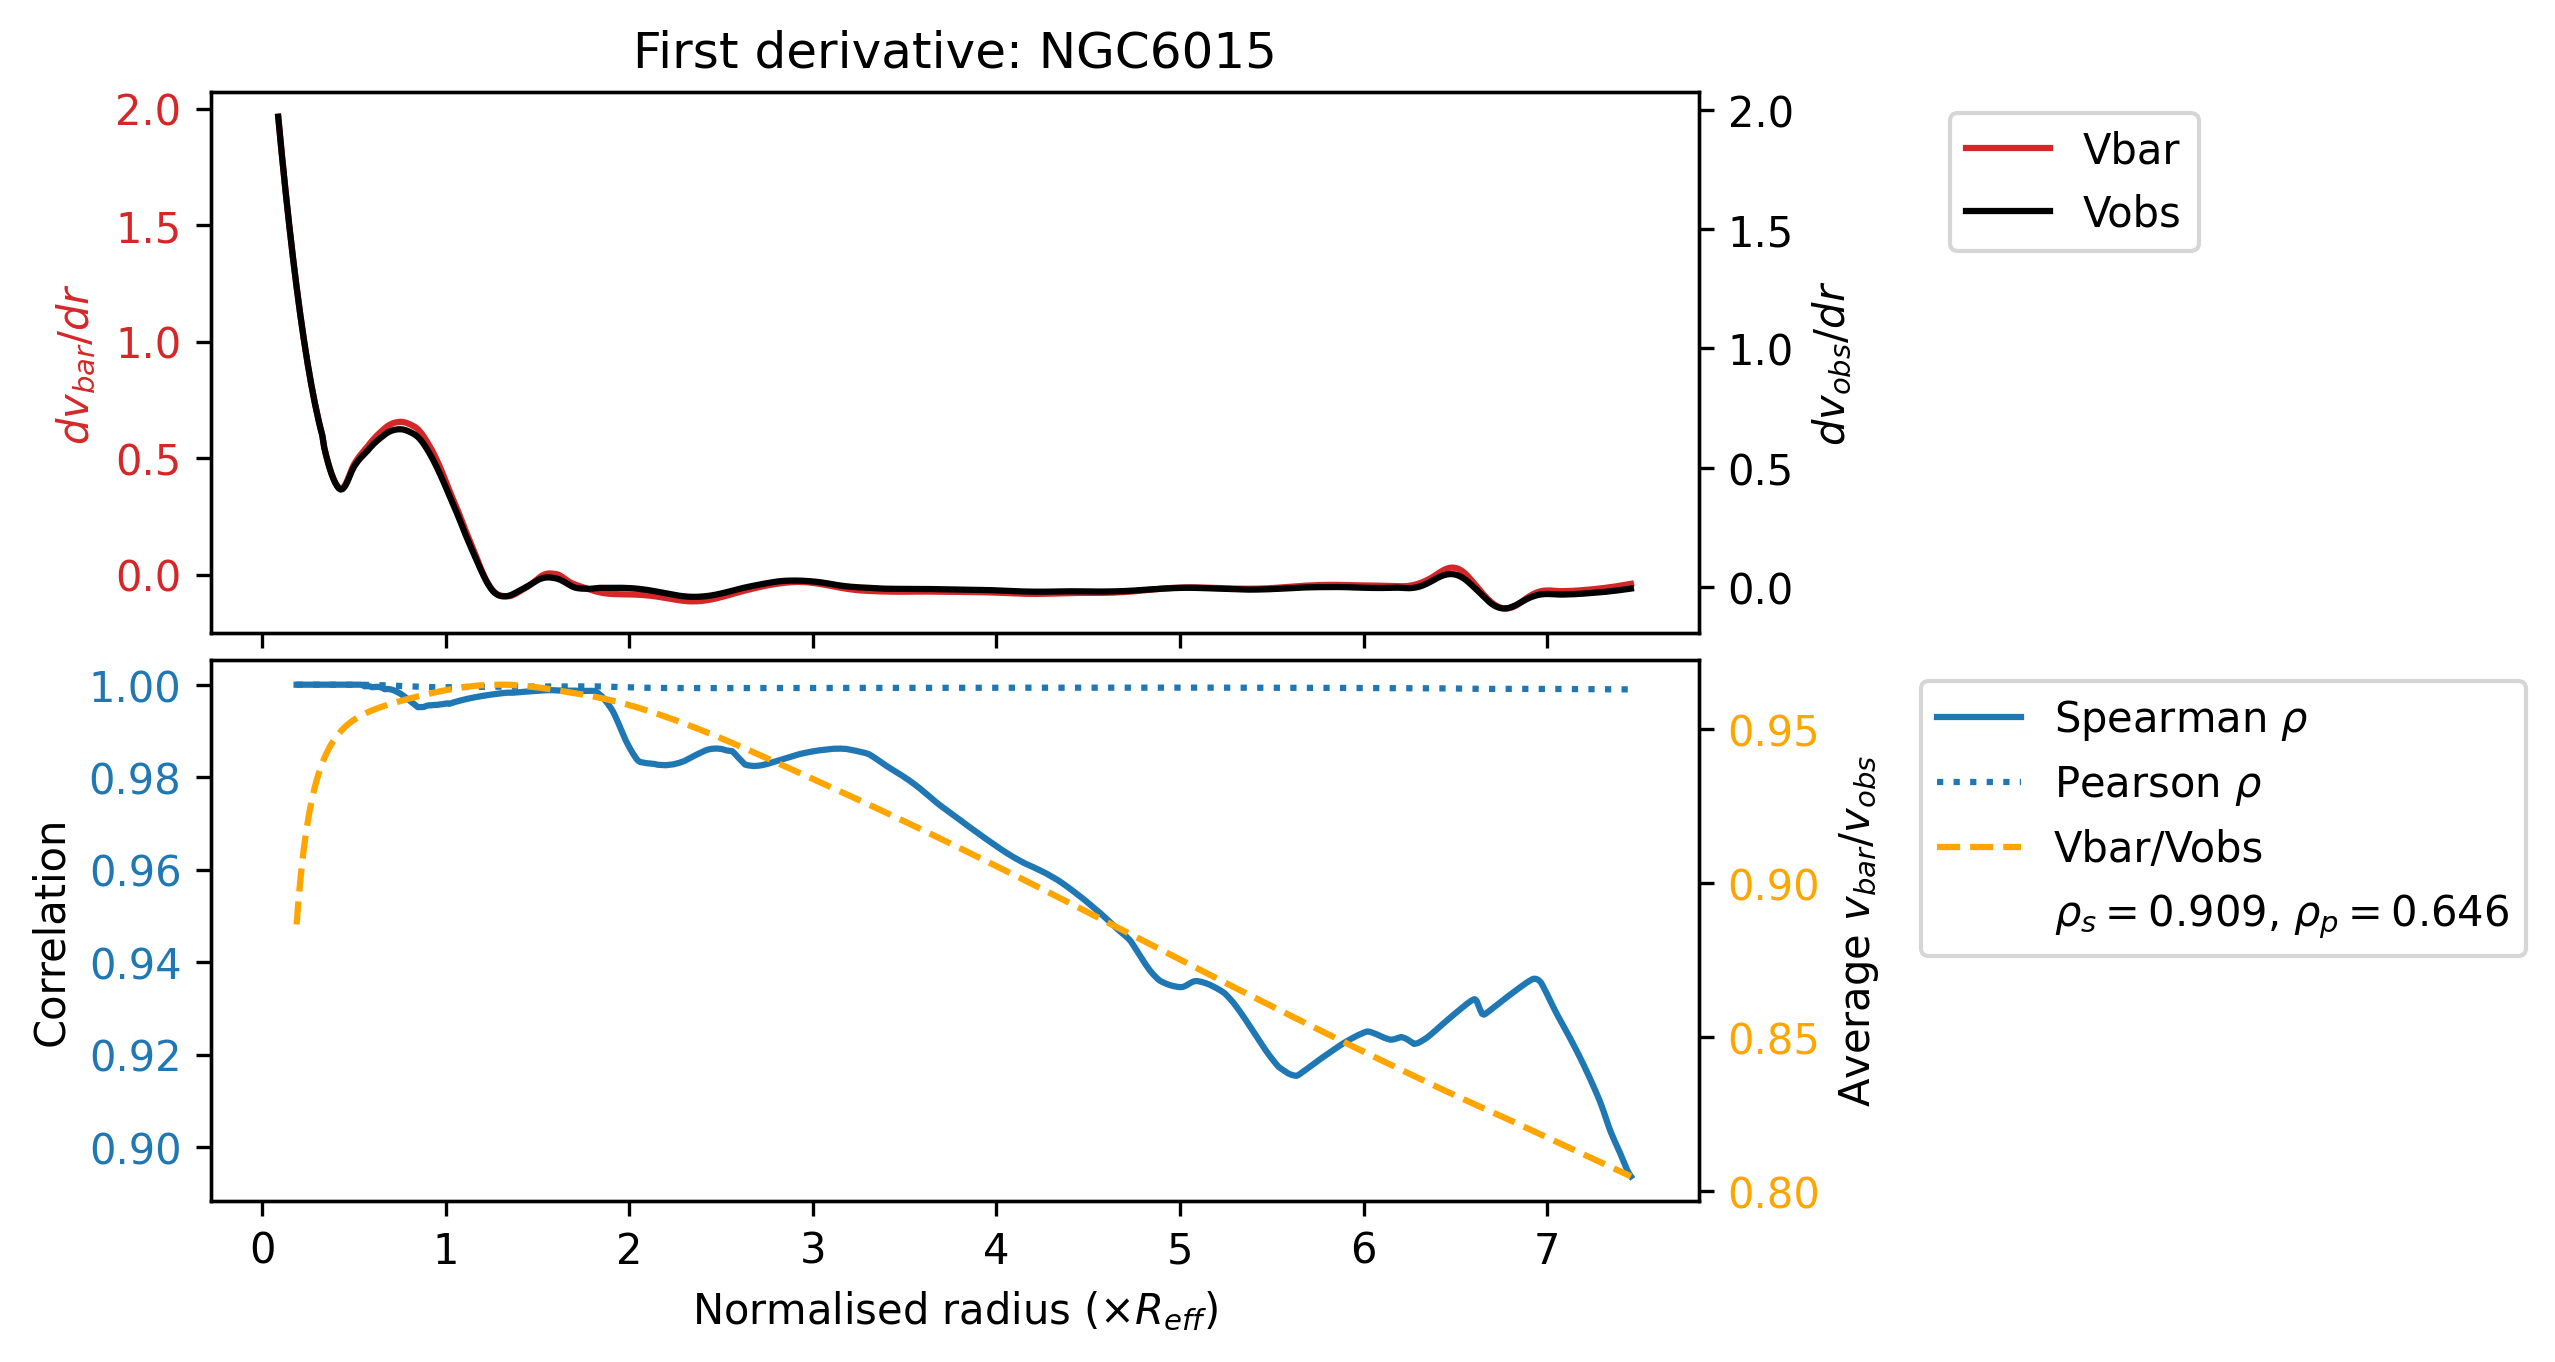 First derivative: NGC6015
2.0
1.5
1.0
0.5
0.0
dv_bar/dr
2.0
1.5
1.0
0.5
0.0
dv_obs/dr
Vbar
Vobs
1.00
0.98
0.96
0.94
0.92
0.90
Correlation
0.95
0.90
0.85
0.80
Average v_bar/v_obs
Spearman ρ
Pearson ρ
Vbar/Vobs
ρ_s = 0.909, ρ_p = 0.646
0 1 2 3 4 5 6 7
Normalised radius (×R_eff)